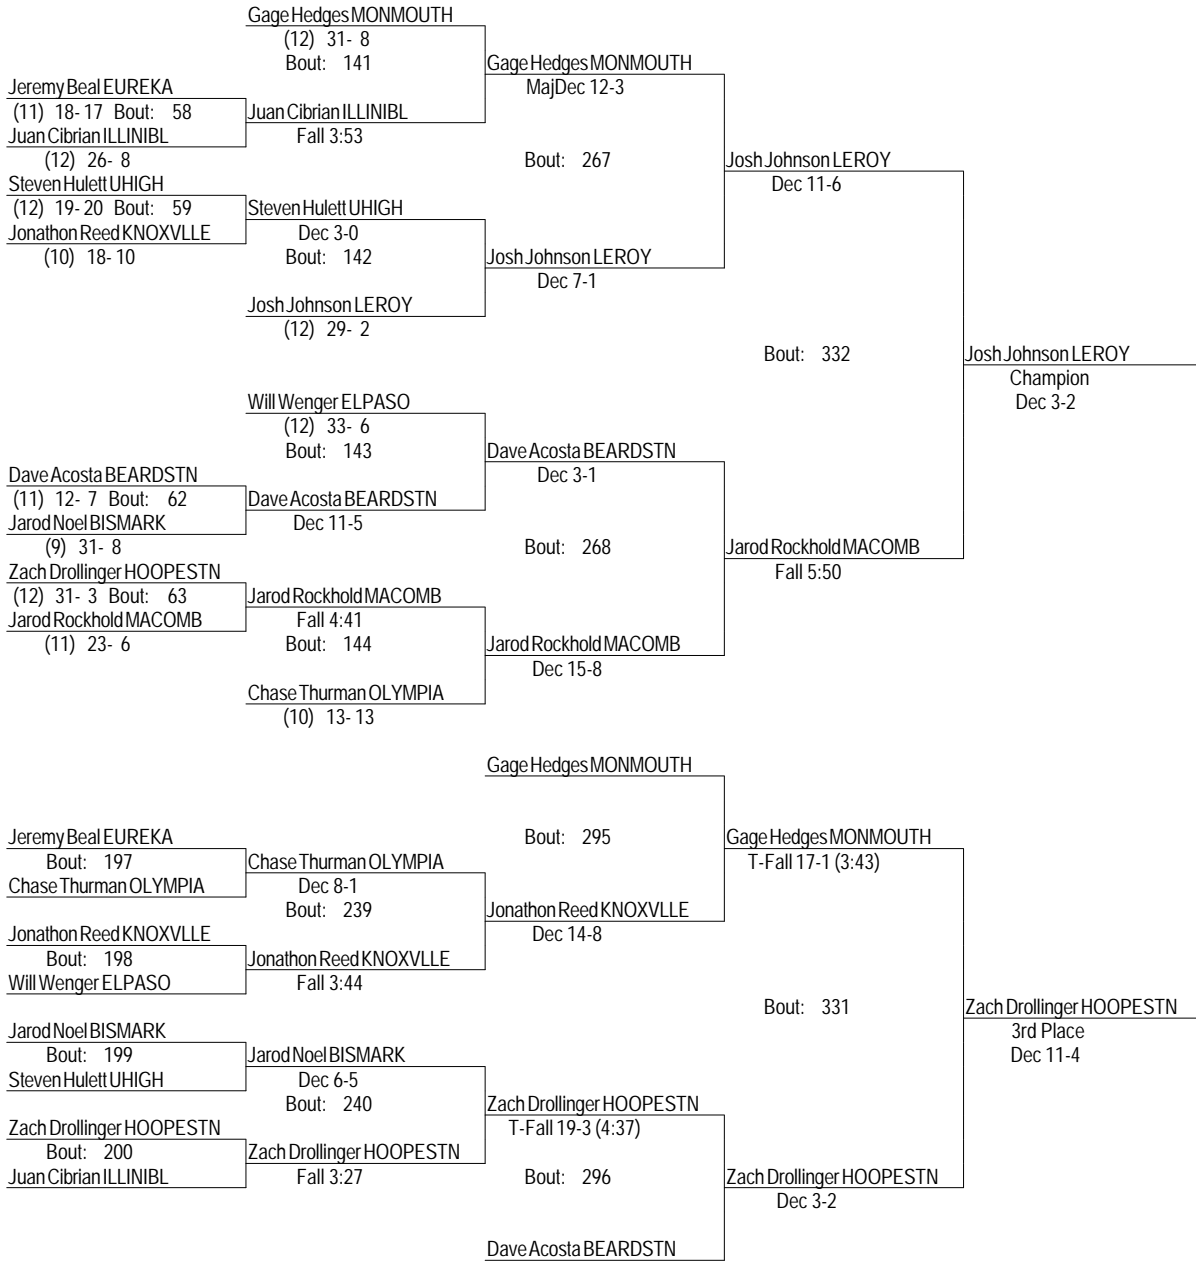 Gage Hedges MONMOUTH
(12) 31- 8
Bout: 141
Gage Hedges MONMOUTH
MajDec 12-3
Jeremy Beal EUREKA
(11) 18- 17 Bout: 58
Juan Cibrian ILLINIBL
Fall 3:53
Juan Cibrian ILLINIBL
(12) 26- 8
Bout: 267
Josh Johnson LEROY
Dec 11-6
Steven Hulett UHIGH
(12) 19- 20 Bout: 59
Steven Hulett UHIGH
Dec 3-0
Jonathon Reed KNOXVLLE
(10) 18- 10
Bout: 142
Josh Johnson LEROY
Dec 7-1
Josh Johnson LEROY
(12) 29- 2
Bout: 332
Josh Johnson LEROY
Champion
Dec 3-2
Will Wenger ELPASO
(12) 33- 6
Bout: 143
Dave Acosta BEARDSTN
Dec 3-1
Dave Acosta BEARDSTN
(11) 12- 7 Bout: 62
Dave Acosta BEARDSTN
Dec 11-5
Jarod Noel BISMARK
(9) 31- 8
Bout: 268
Jarod Rockhold MACOMB
Fall 5:50
Zach Drollinger HOOPESTN
(12) 31- 3 Bout: 63
Jarod Rockhold MACOMB
Fall 4:41
Jarod Rockhold MACOMB
(11) 23- 6
Bout: 144
Jarod Rockhold MACOMB
Dec 15-8
Chase Thurman OLYMPIA
(10) 13- 13
Gage Hedges MONMOUTH
Bout: 295
Gage Hedges MONMOUTH
T-Fall 17-1 (3:43)
Jeremy Beal EUREKA
Bout: 197
Chase Thurman OLYMPIA
Dec 8-1
Chase Thurman OLYMPIA
Bout: 239
Jonathon Reed KNOXVLLE
Dec 14-8
Jonathon Reed KNOXVLLE
Bout: 198
Jonathon Reed KNOXVLLE
Fall 3:44
Will Wenger ELPASO
Bout: 331
Zach Drollinger HOOPESTN
3rd Place
Dec 11-4
Jarod Noel BISMARK
Bout: 199
Jarod Noel BISMARK
Dec 6-5
Steven Hulett UHIGH
Bout: 240
Zach Drollinger HOOPESTN
T-Fall 19-3 (4:37)
Zach Drollinger HOOPESTN
Bout: 200
Zach Drollinger HOOPESTN
Fall 3:27
Juan Cibrian ILLINIBL
Bout: 296
Zach Drollinger HOOPESTN
Dec 3-2
Dave Acosta BEARDSTN